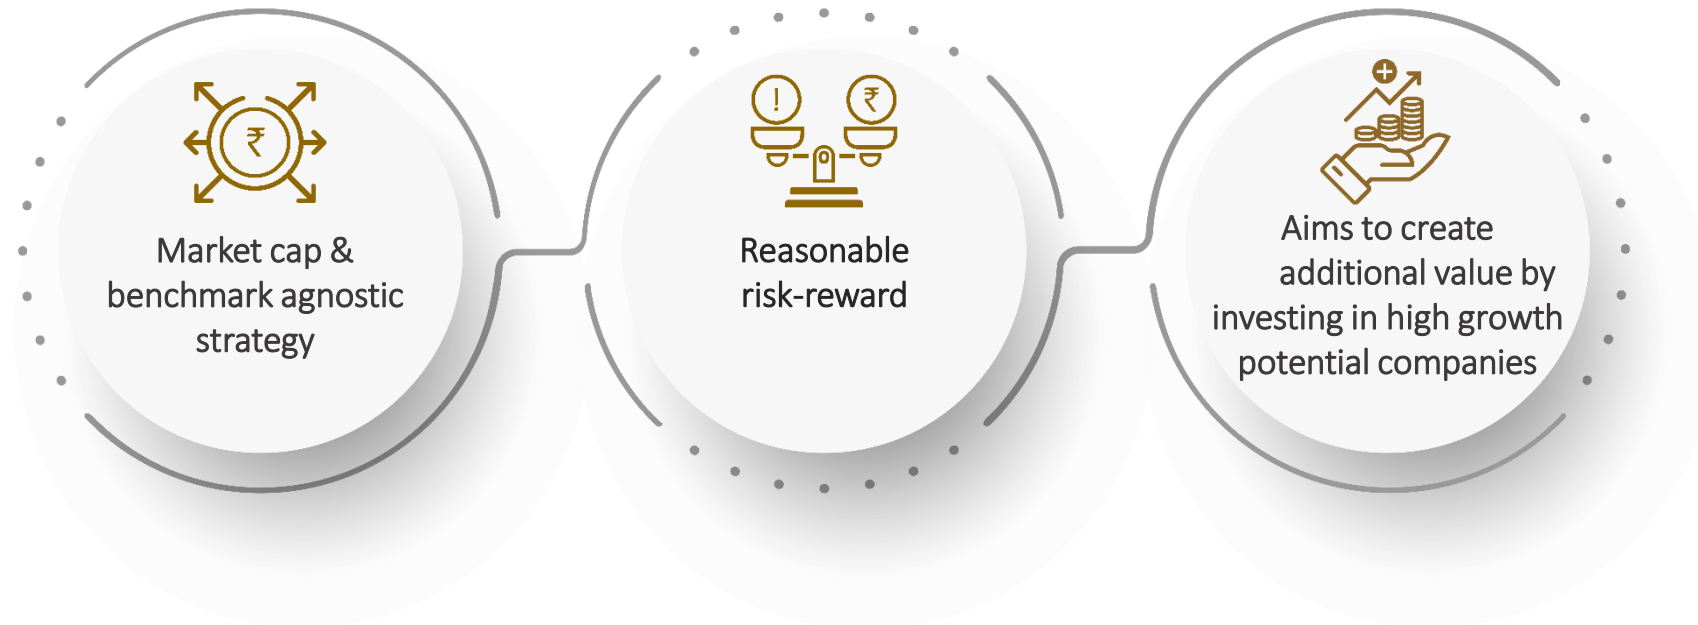 Market cap &
benchmark agnostic
strategy
Reasonable
risk-reward
Aims to create
additional value by
investing in high growth
potential companies